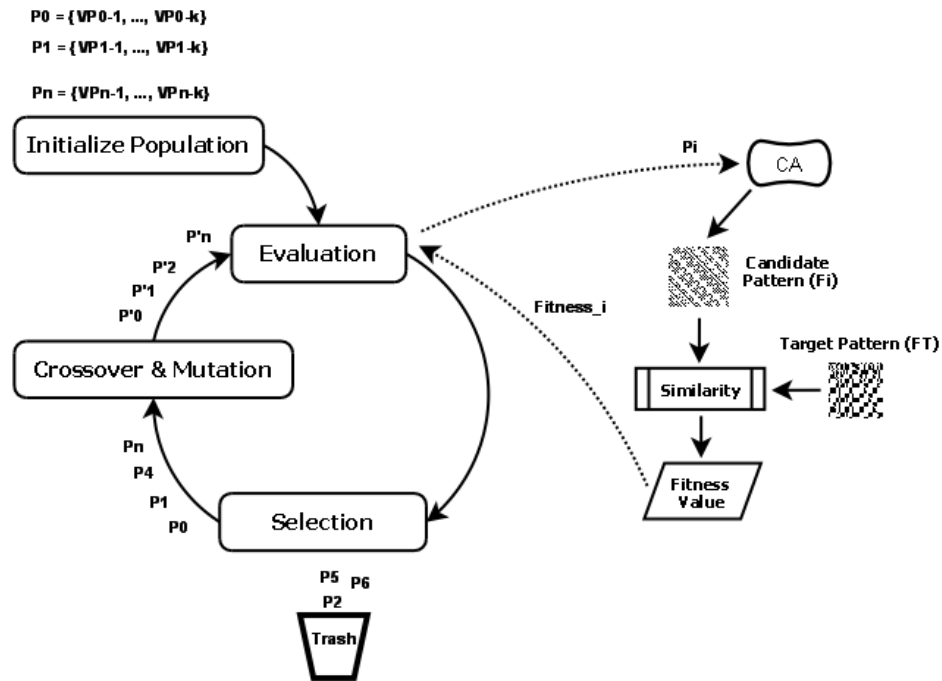 P0 = {VP0-1, ..., VP0-k}
P1 = {VP1-1, ..., VP1-k}
Pn = {VPn-1, ..., VPn-k}
Initialize Population
Pi
CA
P'n
Evaluation
P'2
P'1
P'0
Candidate
Pattern (Fi)
Fitness_i
Target Pattern (FT)
Crossover & Mutation
Similarity
Pn
P4
P1
P0
Fitness
Value
Selection
P5
P6
P2
Trash